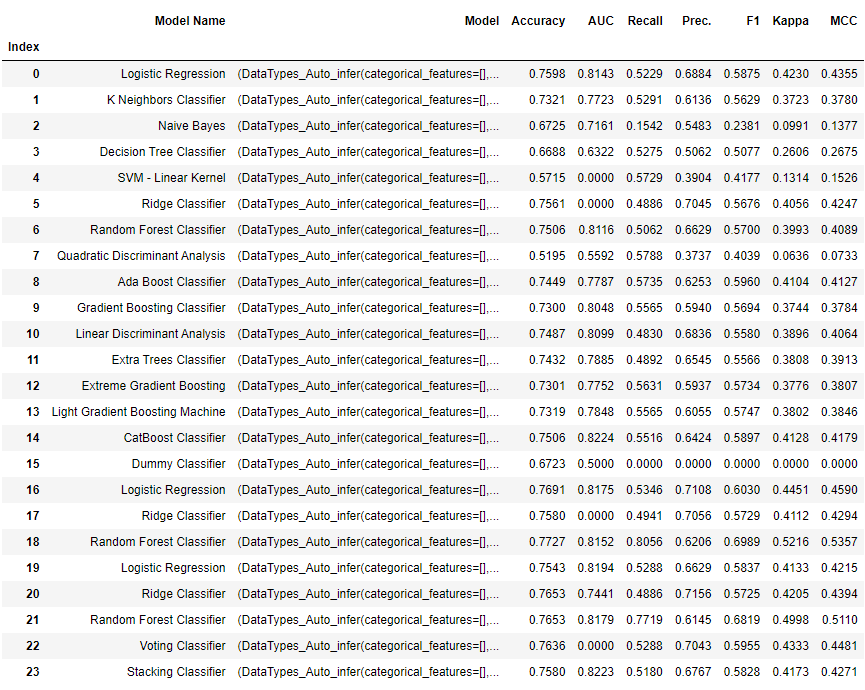 Model Name Model Accuracy AUC Recall Prec. F1 Kappa MCC
Index
0 Logistic Regression (DataTypes_Auto_infer(categorical_features=[],... 0.7598 0.8143 0.5229 0.6884 0.5875 0.4230 0.4355
1 K Neighbors Classifier (DataTypes_Auto_infer(categorical_features=[],... 0.7321 0.7723 0.5291 0.6136 0.5629 0.3723 0.3780
2 Naive Bayes (DataTypes_Auto_infer(categorical_features=[],... 0.6725 0.7161 0.1542 0.5483 0.2381 0.0991 0.1377
3 Decision Tree Classifier (DataTypes_Auto_infer(categorical_features=[],... 0.6688 0.6322 0.5275 0.5062 0.5077 0.2606 0.2675
4 SVM - Linear Kernel (DataTypes_Auto_infer(categorical_features=[],... 0.5715 0.0000 0.5729 0.3904 0.4177 0.1314 0.1526
5 Ridge Classifier (DataTypes_Auto_infer(categorical_features=[],... 0.7561 0.0000 0.4886 0.7045 0.5676 0.4056 0.4247
6 Random Forest Classifier (DataTypes_Auto_infer(categorical_features=[],... 0.7506 0.8116 0.5062 0.6629 0.5700 0.3993 0.4089
7 Quadratic Discriminant Analysis (DataTypes_Auto_infer(categorical_features=[],... 0.5195 0.5592 0.5788 0.3737 0.4039 0.0636 0.0733
8 Ada Boost Classifier (DataTypes_Auto_infer(categorical_features=[],... 0.7449 0.7787 0.5735 0.6253 0.5960 0.4104 0.4127
9 Gradient Boosting Classifier (DataTypes_Auto_infer(categorical_features=[],... 0.7300 0.8048 0.5565 0.5940 0.5694 0.3744 0.3784
10 Linear Discriminant Analysis (DataTypes_Auto_infer(categorical_features=[],... 0.7487 0.8099 0.4830 0.6836 0.5580 0.3896 0.4064
11 Extra Trees Classifier (DataTypes_Auto_infer(categorical_features=[],... 0.7432 0.7885 0.4892 0.6545 0.5566 0.3808 0.3913
12 Extreme Gradient Boosting (DataTypes_Auto_infer(categorical_features=[],... 0.7301 0.7752 0.5631 0.5937 0.5734 0.3776 0.3807
13 Light Gradient Boosting Machine (DataTypes_Auto_infer(categorical_features=[],... 0.7319 0.7848 0.5565 0.6055 0.5747 0.3802 0.3846
14 CatBoost Classifier (DataTypes_Auto_infer(categorical_features=[],... 0.7506 0.8224 0.5516 0.6424 0.5897 0.4128 0.4179
15 Dummy Classifier (DataTypes_Auto_infer(categorical_features=[],... 0.6723 0.5000 0.0000 0.0000 0.0000 0.0000 0.0000
16 Logistic Regression (DataTypes_Auto_infer(categorical_features=[],... 0.7691 0.8175 0.5346 0.7108 0.6030 0.4451 0.4590
17 Ridge Classifier (DataTypes_Auto_infer(categorical_features=[],... 0.7580 0.0000 0.4941 0.7056 0.5729 0.4112 0.4294
18 Random Forest Classifier (DataTypes_Auto_infer(categorical_features=[],... 0.7727 0.8152 0.8056 0.6206 0.6989 0.5216 0.5357
19 Logistic Regression (DataTypes_Auto_infer(categorical_features=[],... 0.7543 0.8194 0.5288 0.6629 0.5837 0.4133 0.4215
20 Ridge Classifier (DataTypes_Auto_infer(categorical_features=[],... 0.7653 0.7441 0.4886 0.7156 0.5725 0.4205 0.4394
21 Random Forest Classifier (DataTypes_Auto_infer(categorical_features=[],... 0.7653 0.8179 0.7719 0.6145 0.6819 0.4998 0.5110
22 Voting Classifier (DataTypes_Auto_infer(categorical_features=[],... 0.7636 0.0000 0.5288 0.7043 0.5955 0.4333 0.4481
23 Stacking Classifier (DataTypes_Auto_infer(categorical_features=[],... 0.7580 0.8223 0.5180 0.6767 0.5828 0.4173 0.4271